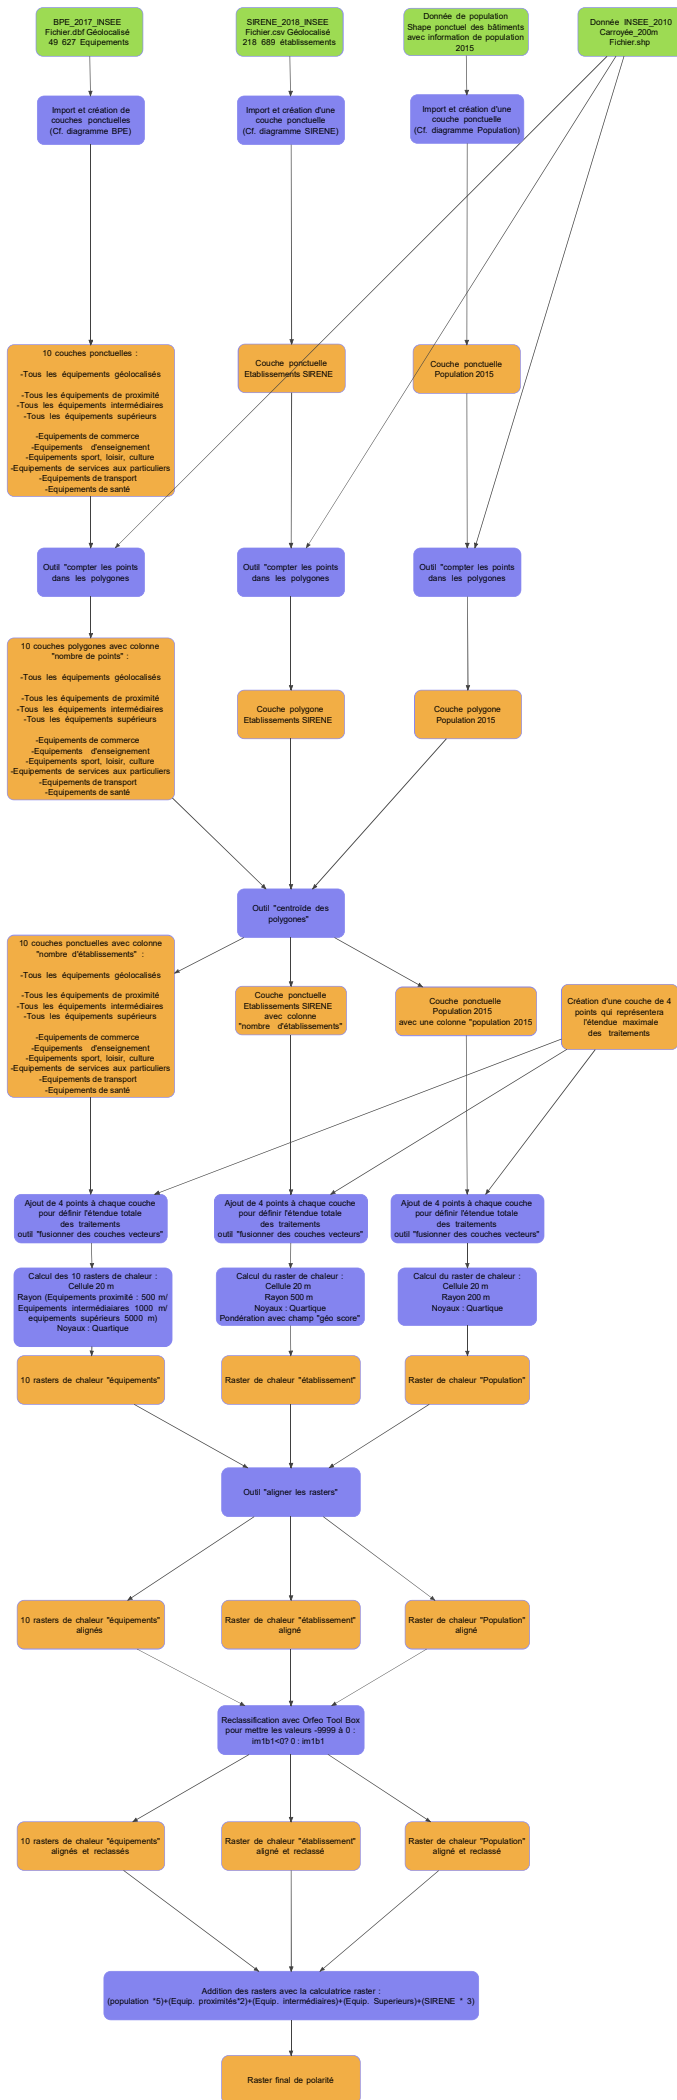 BPE_2017_INSEE
Fichier.dbf Géolocalisé
49 627 Equipements
SIRENE_2018_INSEE
Fichier.csv Géolocalisé
218 689 établissements
Donnée de population
Shape ponctuel des bâtiments
avec information de population
2015
Donnée INSEE_2010
Carroyée_200m
Fichier.shp
Import et création de
couches ponctuelles
(Cf. diagramme BPE)
Import et création d'une
couche ponctuelle
(Cf. diagramme SIRENE)
Import et création d'une
couche ponctuelle
(Cf. diagramme Population)
10 couches ponctuelles :
-Tous les équipements géolocalisés
-Tous les équipements de proximité
-Tous les équipements intermédiaires
-Tous les équipements supérieurs
-Equipements de commerce
-Equipements d'enseignement
-Equipements sport, loisir, culture
-Equipements de services aux particuliers
-Equipements de transport
-Equipements de santé
Couche ponctuelle
Etablissements SIRENE
Couche ponctuelle
Population 2015
Outil "compter les points
dans les polygones
Outil "compter les points
dans les polygones
Outil "compter les points
dans les polygones
10 couches polygones avec colonne
"nombre de points" :
-Tous les équipements géolocalisés
-Tous les équipements de proximité
-Tous les équipements intermédiaires
-Tous les équipements supérieurs
-Equipements de commerce
-Equipements d'enseignement
-Equipements sport, loisir, culture
-Equipements de services aux particuliers
-Equipements de transport
-Equipements de santé
Couche polygone
Etablissements SIRENE
Couche polygone
Population 2015
Outil "centroïde des
polygones"
10 couches ponctuelles avec colonne
"nombre d'établissements" :
-Tous les équipements géolocalisés
-Tous les équipements de proximité
-Tous les équipements intermédiaires
-Tous les équipements supérieurs
-Equipements de commerce
-Equipements d'enseignement
-Equipements sport, loisir, culture
-Equipements de services aux particuliers
-Equipements de transport
-Equipements de santé
Couche ponctuelle
Etablissements SIRENE
avec colonne
"nombre d'établissements"
Couche ponctuelle
Population 2015
avec une colonne "population 2015
Création d'une couche de 4
points qui représentera
l'étendue maximale
des traitements
Ajout de 4 points à chaque couche
pour définir l'étendue totale
des traitements
outil "fusionner des couches vecteurs"
Ajout de 4 points à chaque couche
pour définir l'étendue totale
des traitements
outil "fusionner des couches vecteurs"
Ajout de 4 points à chaque couche
pour définir l'étendue totale
des traitements
outil "fusionner des couches vecteurs"
Calcul des 10 rasters de chaleur :
Cellule 20 m
Rayon (Equipements proximité : 500 m/
Equipements intermédiaires 1000 m/
equipements supérieurs 5000 m)
Noyaux : Quartique
Calcul du raster de chaleur :
Cellule 20 m
Rayon 500 m
Noyaux : Quartique
Pondération avec champ "géo score"
Calcul du raster de chaleur :
Cellule 20 m
Rayon 200 m
Noyaux : Quartique
10 rasters de chaleur "équipements"
Raster de chaleur "établissement"
Raster de chaleur "Population"
Outil "aligner les rasters"
10 rasters de chaleur "équipements"
alignés
Raster de chaleur "établissement"
aligné
Raster de chaleur "Population"
aligné
Reclassification avec Orfeo Tool Box
pour mettre les valeurs -9999 à 0 :
im1b1<0? 0 : im1b1
10 rasters de chaleur "équipements"
alignés et reclassés
Raster de chaleur "établissement"
aligné et reclassé
Raster de chaleur "Population"
aligné et reclassé
Addition des rasters avec la calculatrice raster :
(population *5)+(Equip. proximités*2)+(Equip. intermédiaires)+(Equip. Superieurs)+(SIRENE * 3)
Raster final de polarité